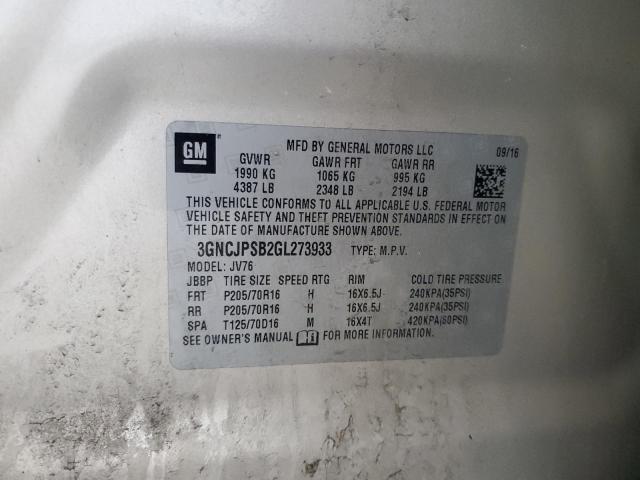 GM
MFD BY GENERAL MOTORS LLC 09/16
GVWR GAWR FRT GAWR RR
1990 KG 1065 KG 995 KG
4387 LB 2348 LB 2194 LB
THIS VEHICLE CONFORMS TO ALL APPLICABLE U.S. FEDERAL MOTOR
VEHICLE SAFETY AND THEFT PREVENTION STANDARDS IN EFFECT ON
THE DATE OF MANUFACTURE SHOWN ABOVE.
3GNCJPSB2GL273933 TYPE: M.P.V.
MODEL: JV76
JBBP TIRE SIZE SPEED RTG RIM COLD TIRE PRESSURE
FRT P205/70R16 H 16X6.5J 240KPA(35PSI)
RR P205/70R16 H 16X6.5J 240KPA(35PSI)
SPA T125/70D16 M 16X4T 420KPA(60PSI)
SEE OWNER'S MANUAL FOR MORE INFORMATION.